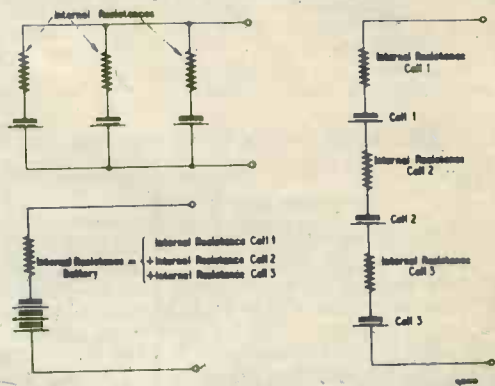 Internal Resistances
Internal Resistance
Cell 1
Cell 1
Internal Resistance
Cell 2
Cell 2
Internal Resistance
Cell 3
Cell 3
Internal Resistance =
Battery
Internal Resistance Cell 1
+Internal Resistance Cell 2
+Internal Resistance Cell 3